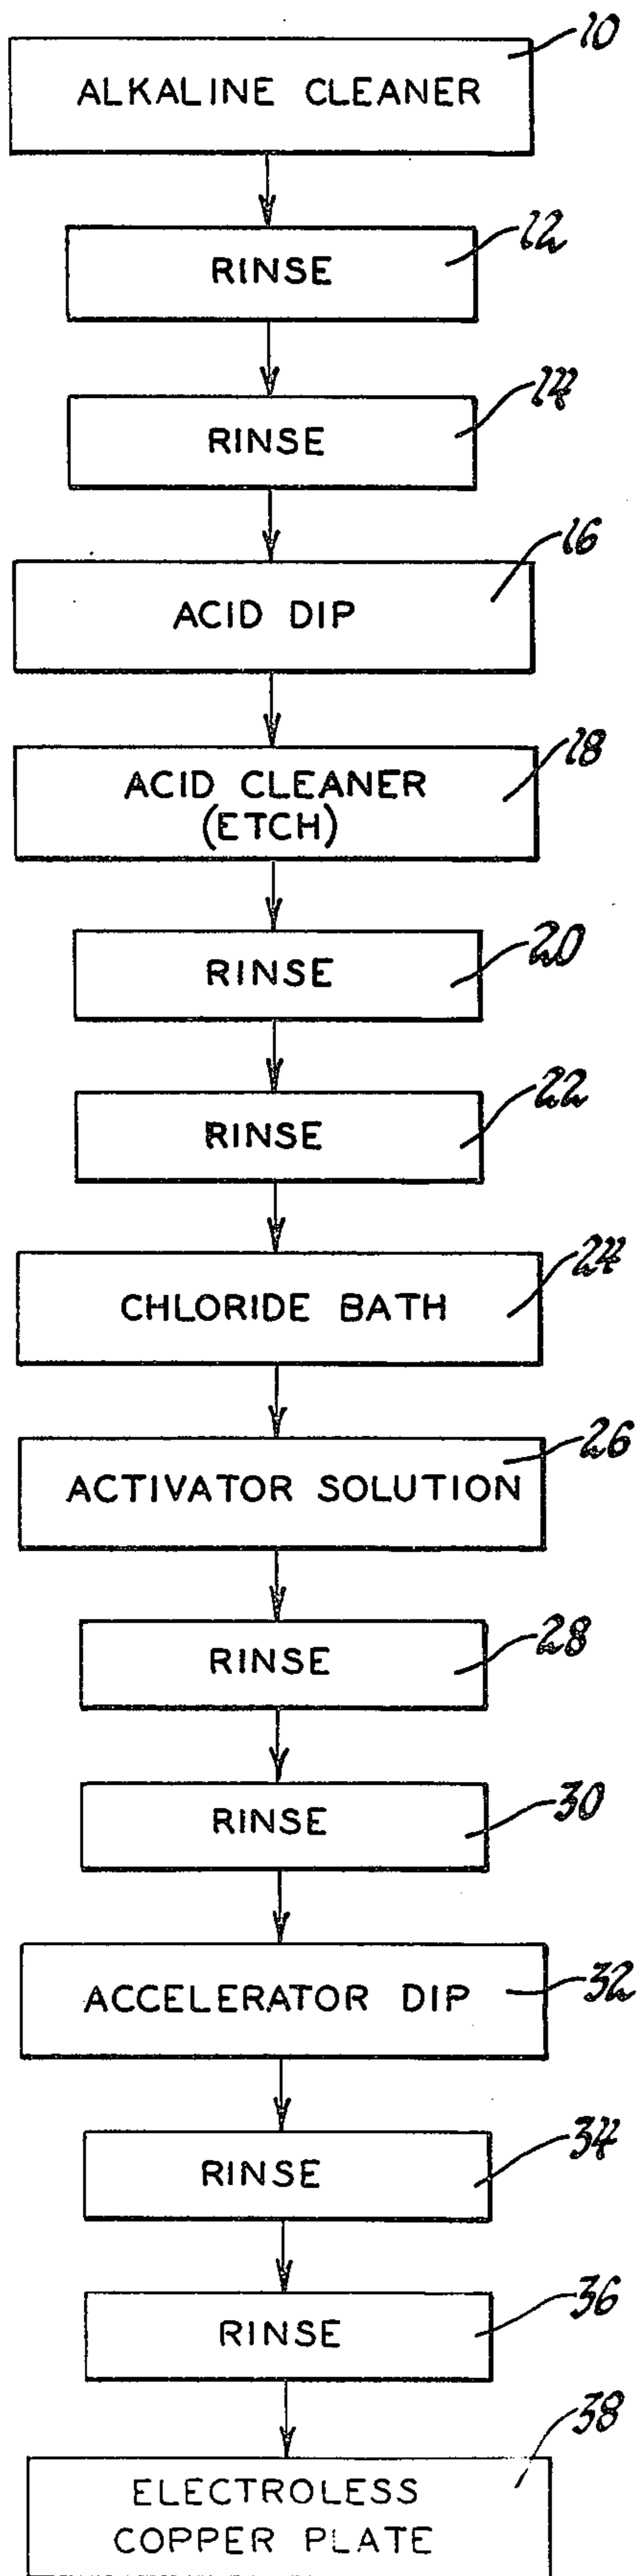 10
ALKALINE CLEANER
12
RINSE
14
RINSE
16
ACID DIP
18
ACID CLEANER
(ETCH)
20
RINSE
22
RINSE
24
CHLORIDE BATH
26
ACTIVATOR SOLUTION
28
RINSE
30
RINSE
32
ACCELERATOR DIP
34
RINSE
36
RINSE
38
ELECTROLESS
COPPER PLATE